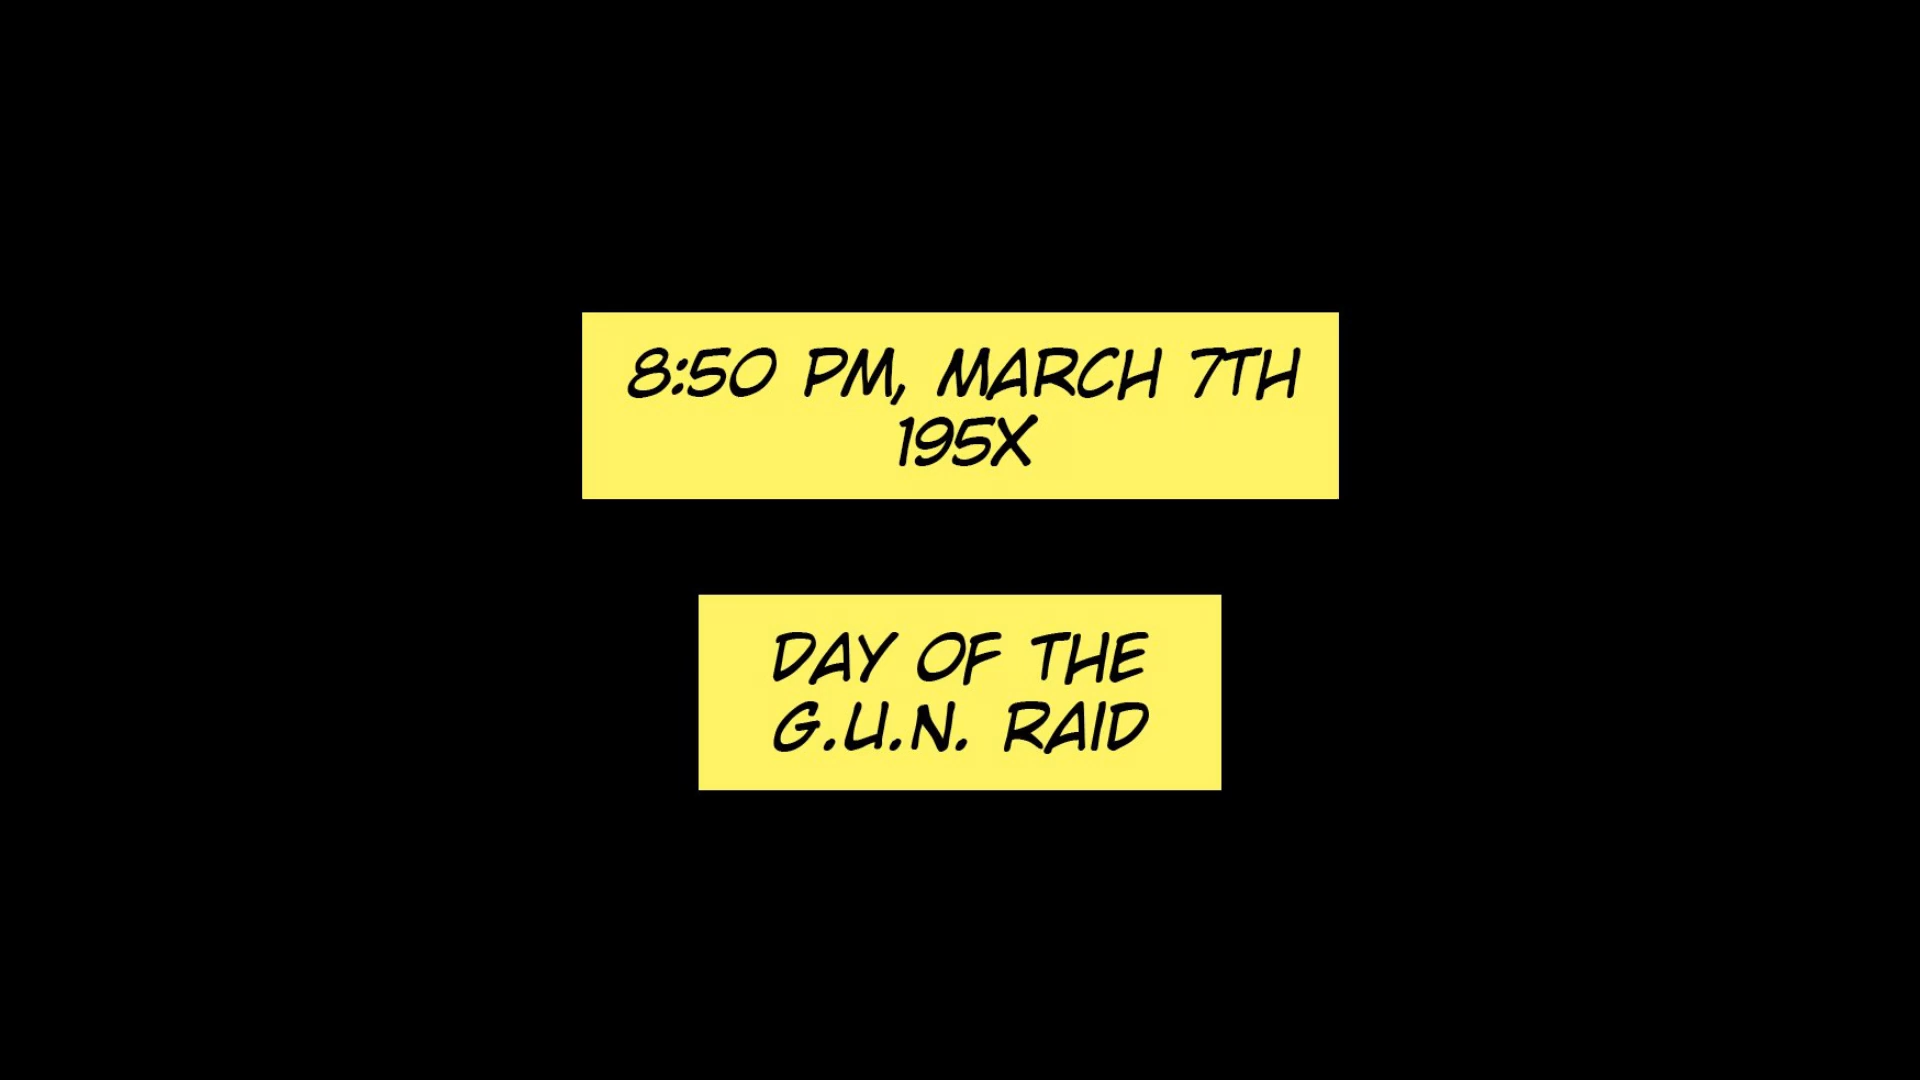 8:50 PM, MARCH 7TH
195X
DAY OF THE
G.U.N. RAID